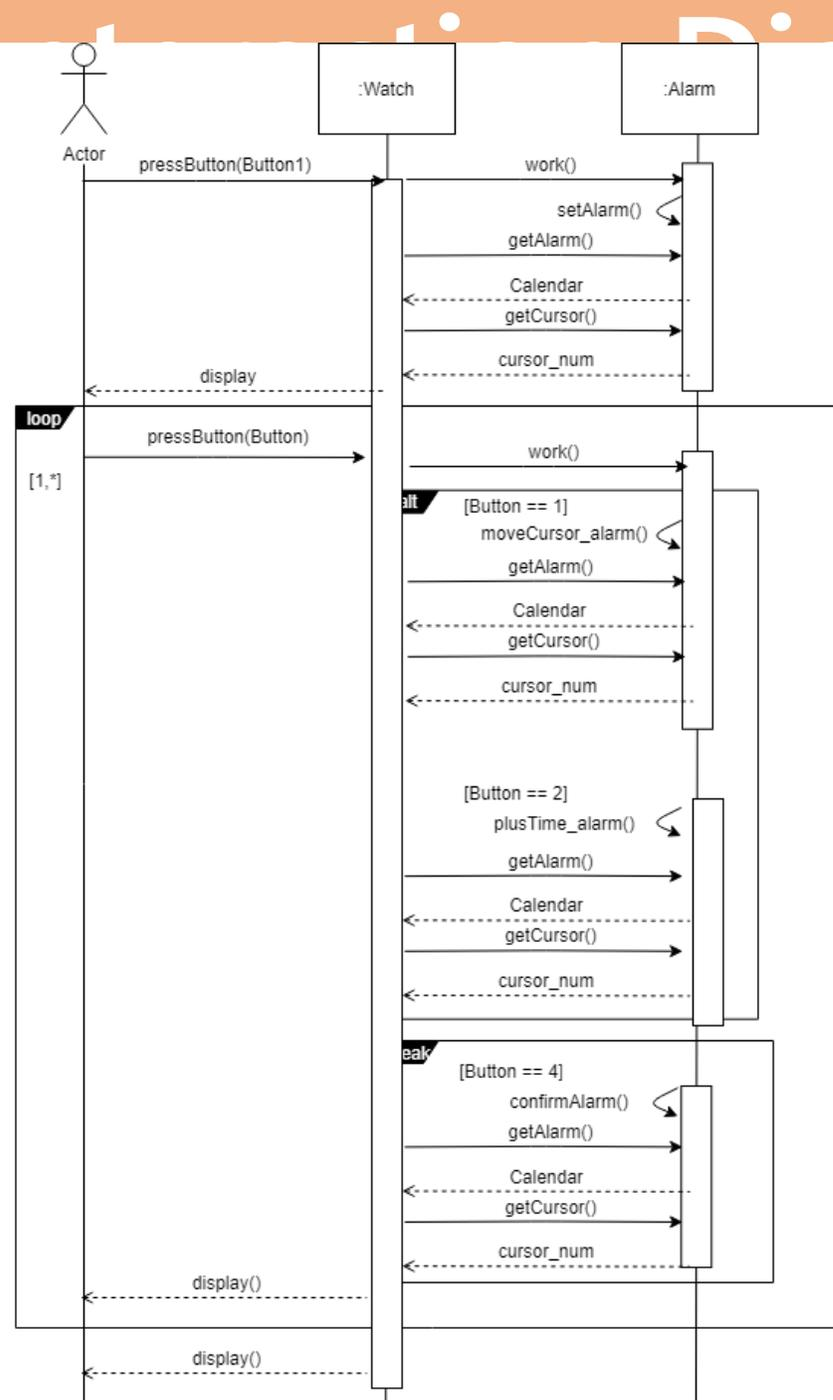 :Watch
:Alarm
Actor
pressButton(Button1)
work()
setAlarm()
getAlarm()
Calendar
getCursor()
cursor_num
display
loop
pressButton(Button)
work()
[1,*]
alt
[Button == 1]
moveCursor_alarm()
getAlarm()
Calendar
getCursor()
cursor_num
[Button == 2]
plusTime_alarm()
getAlarm()
Calendar
getCursor()
cursor_num
eak
[Button == 4]
confirmAlarm()
getAlarm()
Calendar
getCursor()
cursor_num
display()
display()